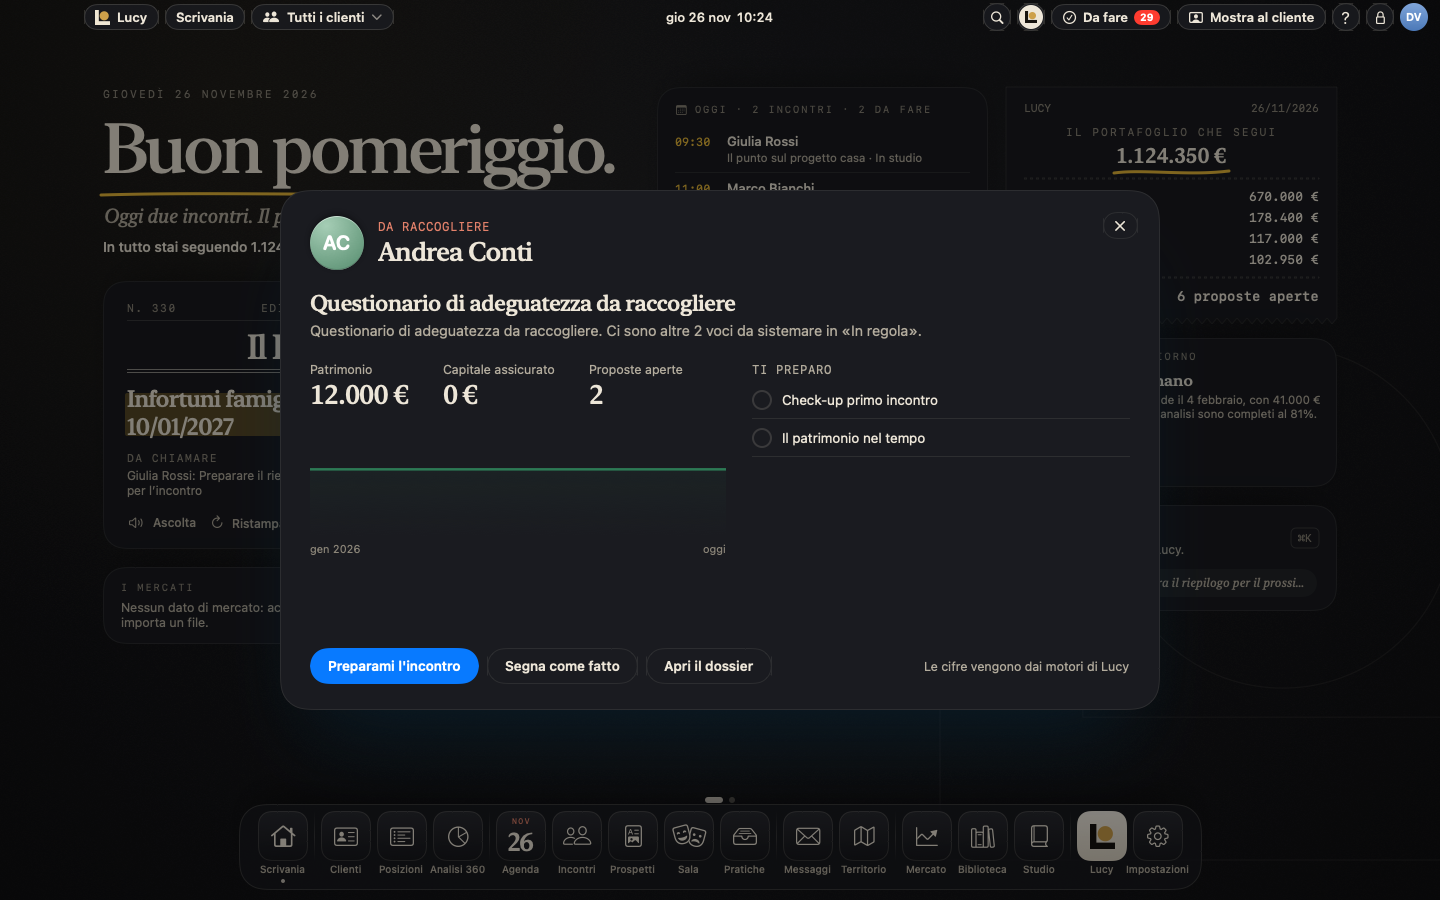 Lucy
Scrivania
Tutti i clienti
gio 26 nov 10:24
Da fare 29
Mostra al cliente
?
DV
GIOVEDÌ 26 NOVEMBRE 2026
Buon pomeriggio.
Oggi due incontri. Il
In tutto stai seguendo 1.124
OGGI · 2 INCONTRI · 2 DA FARE
09:30 Giulia Rossi
Il punto sul progetto casa · In studio
11:00 Marco Bianchi
LUCY 26/11/2026
IL PORTAFOGLIO CHE SEGUI
1.124.350 €
670.000 €
178.400 €
117.000 €
102.950 €
6 proposte aperte
N. 330
Il
Infortuni
10/01/2027
DA CHIAMARE
Giulia Rossi: Preparare il
per l'incontro
Ascolta
I MERCATI
Nessun dato di mercato:
importa un file.
de il 4 febbraio, con 41.000 €
analisi sono completi al 81%.
⌘K
il riepilogo per il prossi...
AC
DA RACCOGLIERE
Andrea Conti
Questionario di adeguatezza da raccogliere
Questionario di adeguatezza da raccogliere. Ci sono altre 2 voci da sistemare in «In regola».
Patrimonio
12.000 €
Capitale assicurato
0 €
Proposte aperte
2
gen 2026
oggi
TI PREPARO
Check-up primo incontro
Il patrimonio nel tempo
Preparami l'incontro
Segna come fatto
Apri il dossier
Le cifre vengono dai motori di Lucy
NOV
26
Scrivania
Clienti
Posizioni
Analisi 360
Agenda
Incontri
Prospetti
Sala
Pratiche
Messaggi
Territorio
Mercato
Biblioteca
Studio
Lucy
Impostazioni